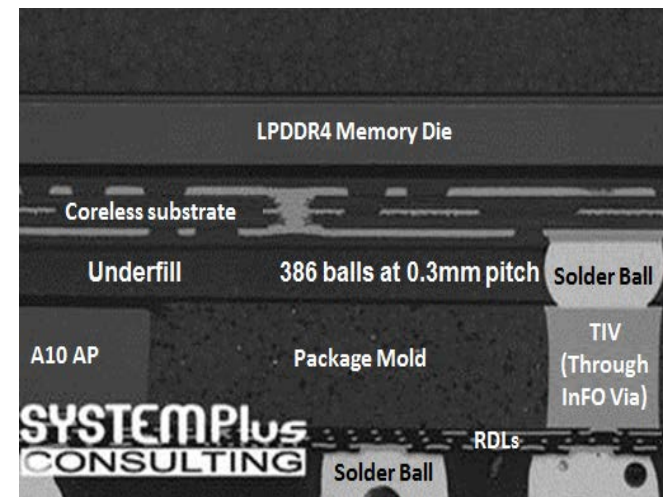 LPDDR4 Memory Die
Coreless substrate
Underfill
386 balls at 0.3mm pitch
Solder Ball
A10 AP
Package Mold
TIV
(Through
InFO Via)
SYSTEMPlus
CONSULTING
RDLs
Solder Ball